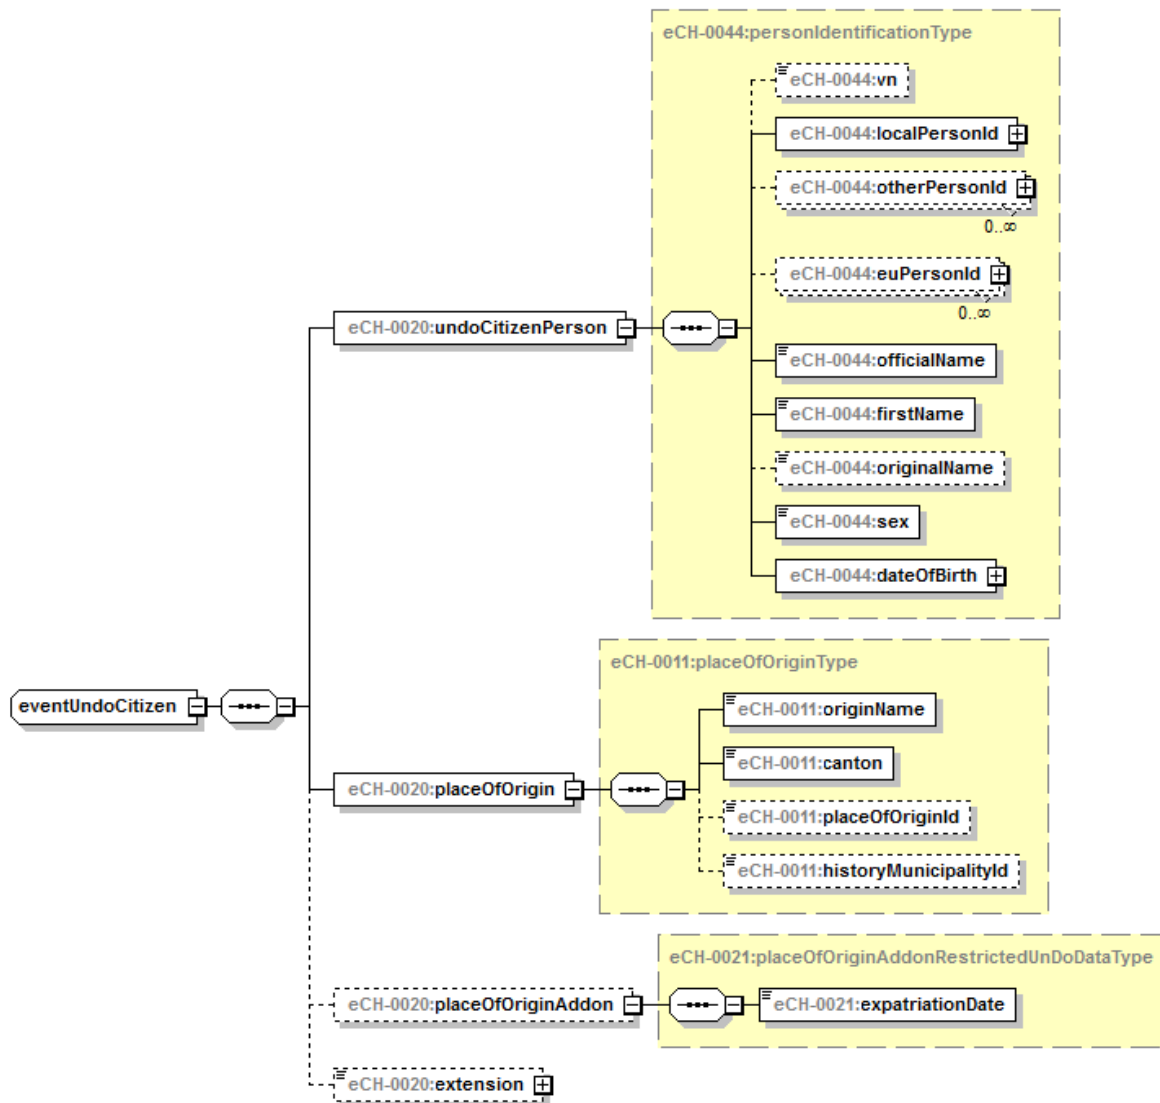 eCH-0044:personIdentificationType
eCH-0044:vn
eCH-0044:localPersonId
eCH-0044:otherPersonId
0..∞
eCH-0044:euPersonId
0..∞
eCH-0020:undoCitizenPerson
eCH-0044:officialName
eCH-0044:firstName
eCH-0044:originalName
eCH-0044:sex
eCH-0044:dateOfBirth
eCH-0011:placeOfOriginType
eventUndoCitizen
eCH-0011:originName
eCH-0011:canton
eCH-0020:placeOfOrigin
eCH-0011:placeOfOriginId
eCH-0011:historyMunicipalityId
eCH-0021:placeOfOriginAddonRestrictedUnDoDataType
eCH-0020:placeOfOriginAddon
eCH-0021:expatriationDate
eCH-0020:extension